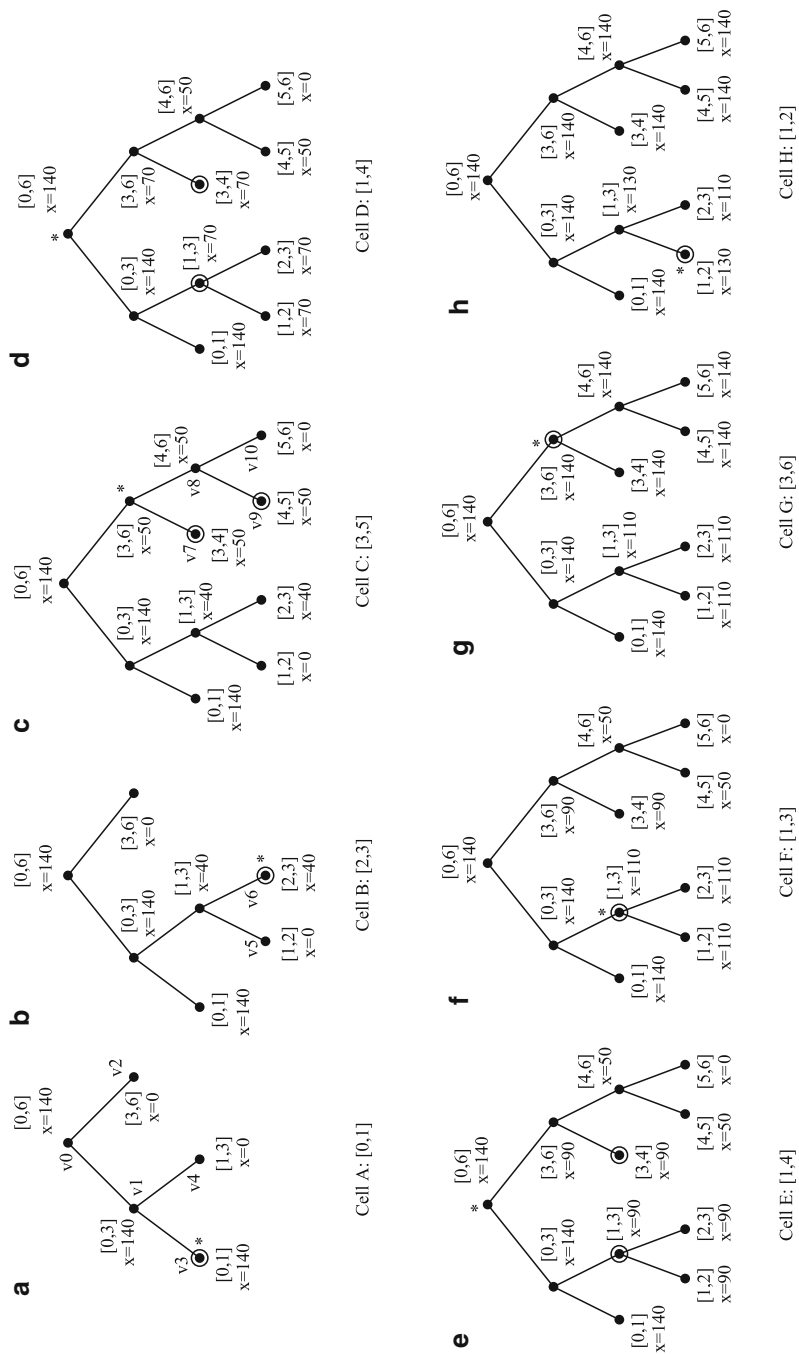 a
[0,6]
x=140
v0
v2
[3,6]
x=0
[0,3]
x=140
v1
v3
*
[0,1]
x=140
v4
[1,3]
x=0
Cell A: [0,1]
b
[0,6]
x=140
[3,6]
x=0
[0,3]
x=140
[0,1]
x=140
[1,3]
x=40
v5
[1,2]
x=0
v6
*
[2,3]
x=40
Cell B: [2,3]
c
[0,6]
x=140
*
[3,6]
x=50
[0,3]
x=140
[0,1]
x=140
[1,3]
x=40
[1,2]
x=0
[2,3]
x=40
v7
[3,4]
x=50
[4,6]
x=50
v8
v9
[4,5]
x=50
v10
[5,6]
x=0
Cell C: [3,5]
d
[0,6]
x=140
*
[0,3]
x=140
[3,6]
x=70
[0,1]
x=140
[1,3]
x=70
[1,2]
x=70
[2,3]
x=70
[3,4]
x=70
[4,6]
x=50
[4,5]
x=50
[5,6]
x=0
Cell D: [1,4]
e
[0,6]
x=140
*
[0,3]
x=140
[3,6]
x=90
[0,1]
x=140
[1,3]
x=90
[1,2]
x=90
[2,3]
x=90
[3,4]
x=90
[4,6]
x=50
[4,5]
x=50
[5,6]
x=0
Cell E: [1,4]
f
[0,6]
x=140
[0,3]
x=140
[3,6]
x=90
[0,1]
x=140
*
[1,3]
x=110
[1,2]
x=110
[2,3]
x=110
[3,4]
x=90
[4,6]
x=50
[4,5]
x=50
[5,6]
x=0
Cell F: [1,3]
g
[0,6]
x=140
[0,3]
x=140
*
[3,6]
x=140
[0,1]
x=140
[1,3]
x=110
[1,2]
x=110
[2,3]
x=110
[3,4]
x=140
[4,6]
x=140
[4,5]
x=140
[5,6]
x=140
Cell G: [3,6]
h
[0,6]
x=140
[0,3]
x=140
[3,6]
x=140
[0,1]
x=140
[1,3]
x=130
*
[1,2]
x=130
[2,3]
x=110
[3,4]
x=140
[4,6]
x=140
[4,5]
x=140
[5,6]
x=140
Cell H: [1,2]